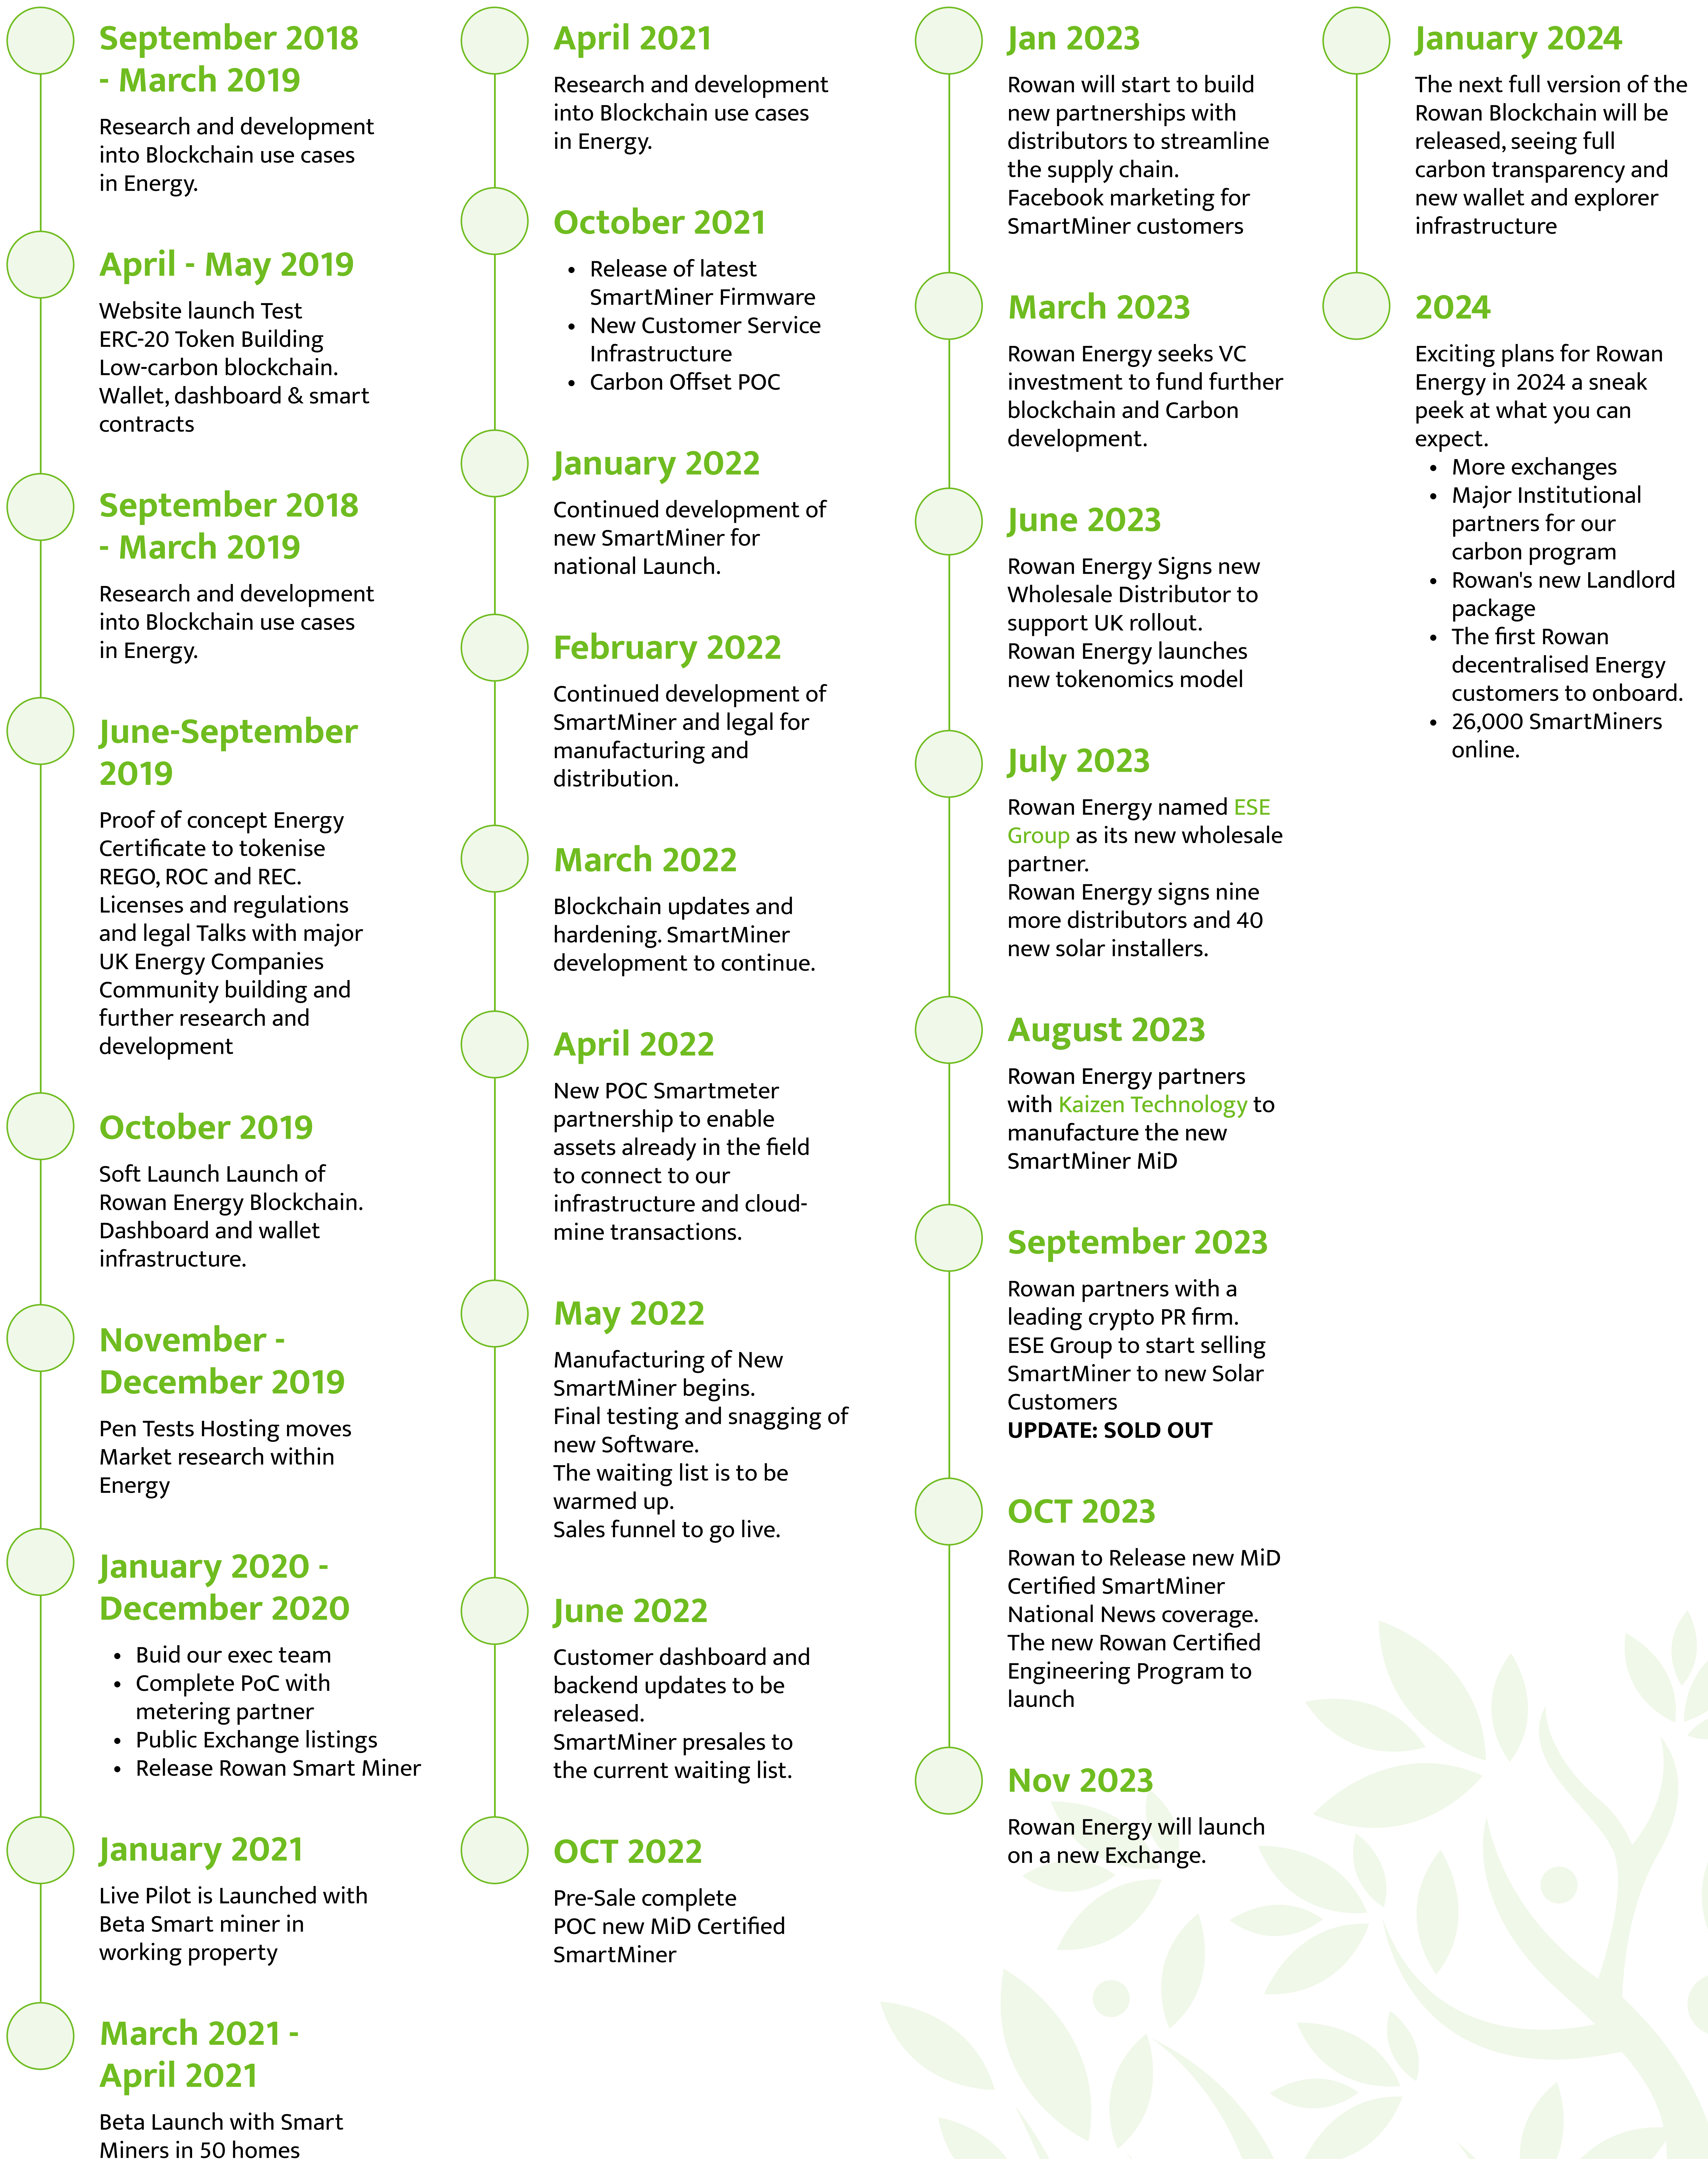 September 2018
- March 2019
Research and development
into Blockchain use cases
in Energy.
April - May 2019
Website launch Test
ERC-20 Token Building
Low-carbon blockchain.
Wallet, dashboard & smart
contracts
September 2018
- March 2019
Research and development
into Blockchain use cases
in Energy.
June-September
2019
Proof of concept Energy
Certificate to tokenise
REGO, ROC and REC.
Licenses and regulations
and legal Talks with major
UK Energy Companies
Community building and
further research and
development
October 2019
Soft Launch Launch of
Rowan Energy Blockchain.
Dashboard and wallet
infrastructure.
November -
December 2019
Pen Tests Hosting moves
Market research within
Energy
January 2020 -
December 2020
• Buid our exec team
• Complete PoC with
metering partner
• Public Exchange listings
• Release Rowan Smart Miner
January 2021
Live Pilot is Launched with
Beta Smart miner in
working property
March 2021 -
April 2021
Beta Launch with Smart
Miners in 50 homes
April 2021
Research and development
into Blockchain use cases
in Energy.
October 2021
• Release of latest
SmartMiner Firmware
• New Customer Service
Infrastructure
• Carbon Offset POC
January 2022
Continued development of
new SmartMiner for
national Launch.
February 2022
Continued development of
SmartMiner and legal for
manufacturing and
distribution.
March 2022
Blockchain updates and
hardening. SmartMiner
development to continue.
April 2022
New POC Smartmeter
partnership to enable
assets already in the field
to connect to our
infrastructure and cloud-
mine transactions.
May 2022
Manufacturing of New
SmartMiner begins.
Final testing and snagging of
new Software.
The waiting list is to be
warmed up.
Sales funnel to go live.
June 2022
Customer dashboard and
backend updates to be
released.
SmartMiner presales to
the current waiting list.
OCT 2022
Pre-Sale complete
POC new MiD Certified
SmartMiner
Jan 2023
Rowan will start to build
new partnerships with
distributors to streamline
the supply chain.
Facebook marketing for
SmartMiner customers
March 2023
Rowan Energy seeks VC
investment to fund further
blockchain and Carbon
development.
June 2023
Rowan Energy Signs new
Wholesale Distributor to
support UK rollout.
Rowan Energy launches
new tokenomics model
July 2023
Rowan Energy named ESE
Group as its new wholesale
partner.
Rowan Energy signs nine
more distributors and 40
new solar installers.
August 2023
Rowan Energy partners
with Kaizen Technology to
manufacture the new
SmartMiner MiD
September 2023
Rowan partners with a
leading crypto PR firm.
ESE Group to start selling
SmartMiner to new Solar
Customers
UPDATE: SOLD OUT
OCT 2023
Rowan to Release new MiD
Certified SmartMiner
National News coverage.
The new Rowan Certified
Engineering Program to
launch
Nov 2023
Rowan Energy will launch
on a new Exchange.
January 2024
The next full version of the
Rowan Blockchain will be
released, seeing full
carbon transparency and
new wallet and explorer
infrastructure
2024
Exciting plans for Rowan
Energy in 2024 a sneak
peek at what you can
expect.
• More exchanges
• Major Institutional
partners for our
carbon program
• Rowan's new Landlord
package
• The first Rowan
decentralised Energy
customers to onboard.
• 26,000 SmartMiners
online.